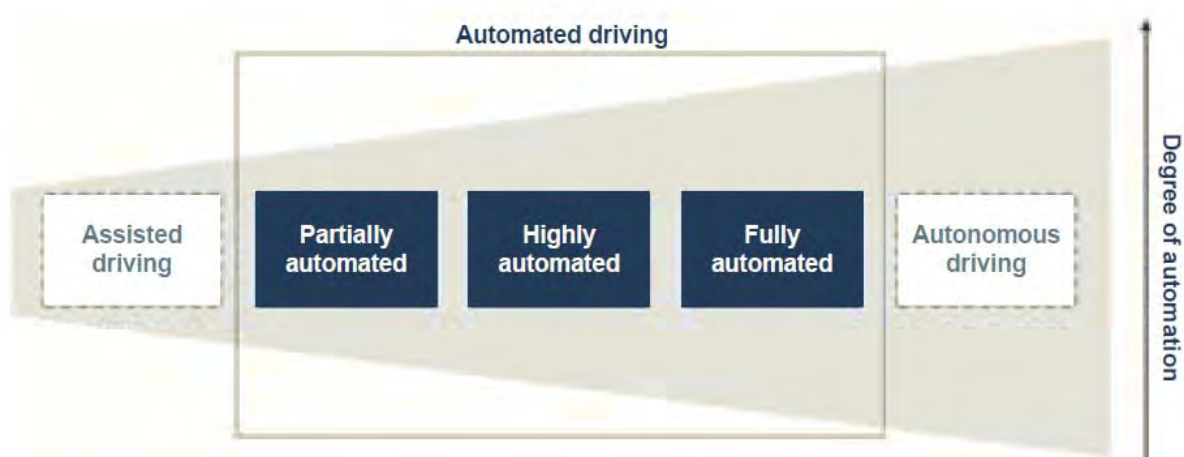 Automated driving
Assisted
driving
Partially
automated
Highly
automated
Fully
automated
Autonomous
driving
Degree of automation